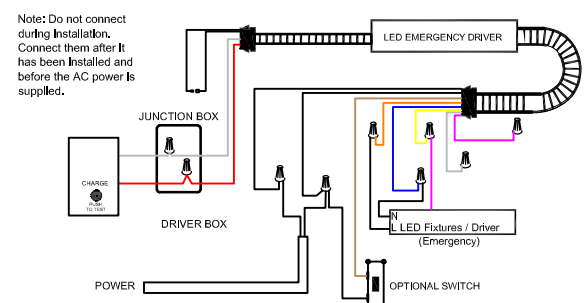 Note: Do not connect
during Installation.
Connect them after It
has been Installed and
before the AC power Is
supplied.
LED EMERGENCY DRIVER
JUNCTION BOX
CHARGE
PUSH
TO TEST
DRIVER BOX
N
L LED Fixtures / Driver
(Emergency)
POWER
OPTIONAL SWITCH